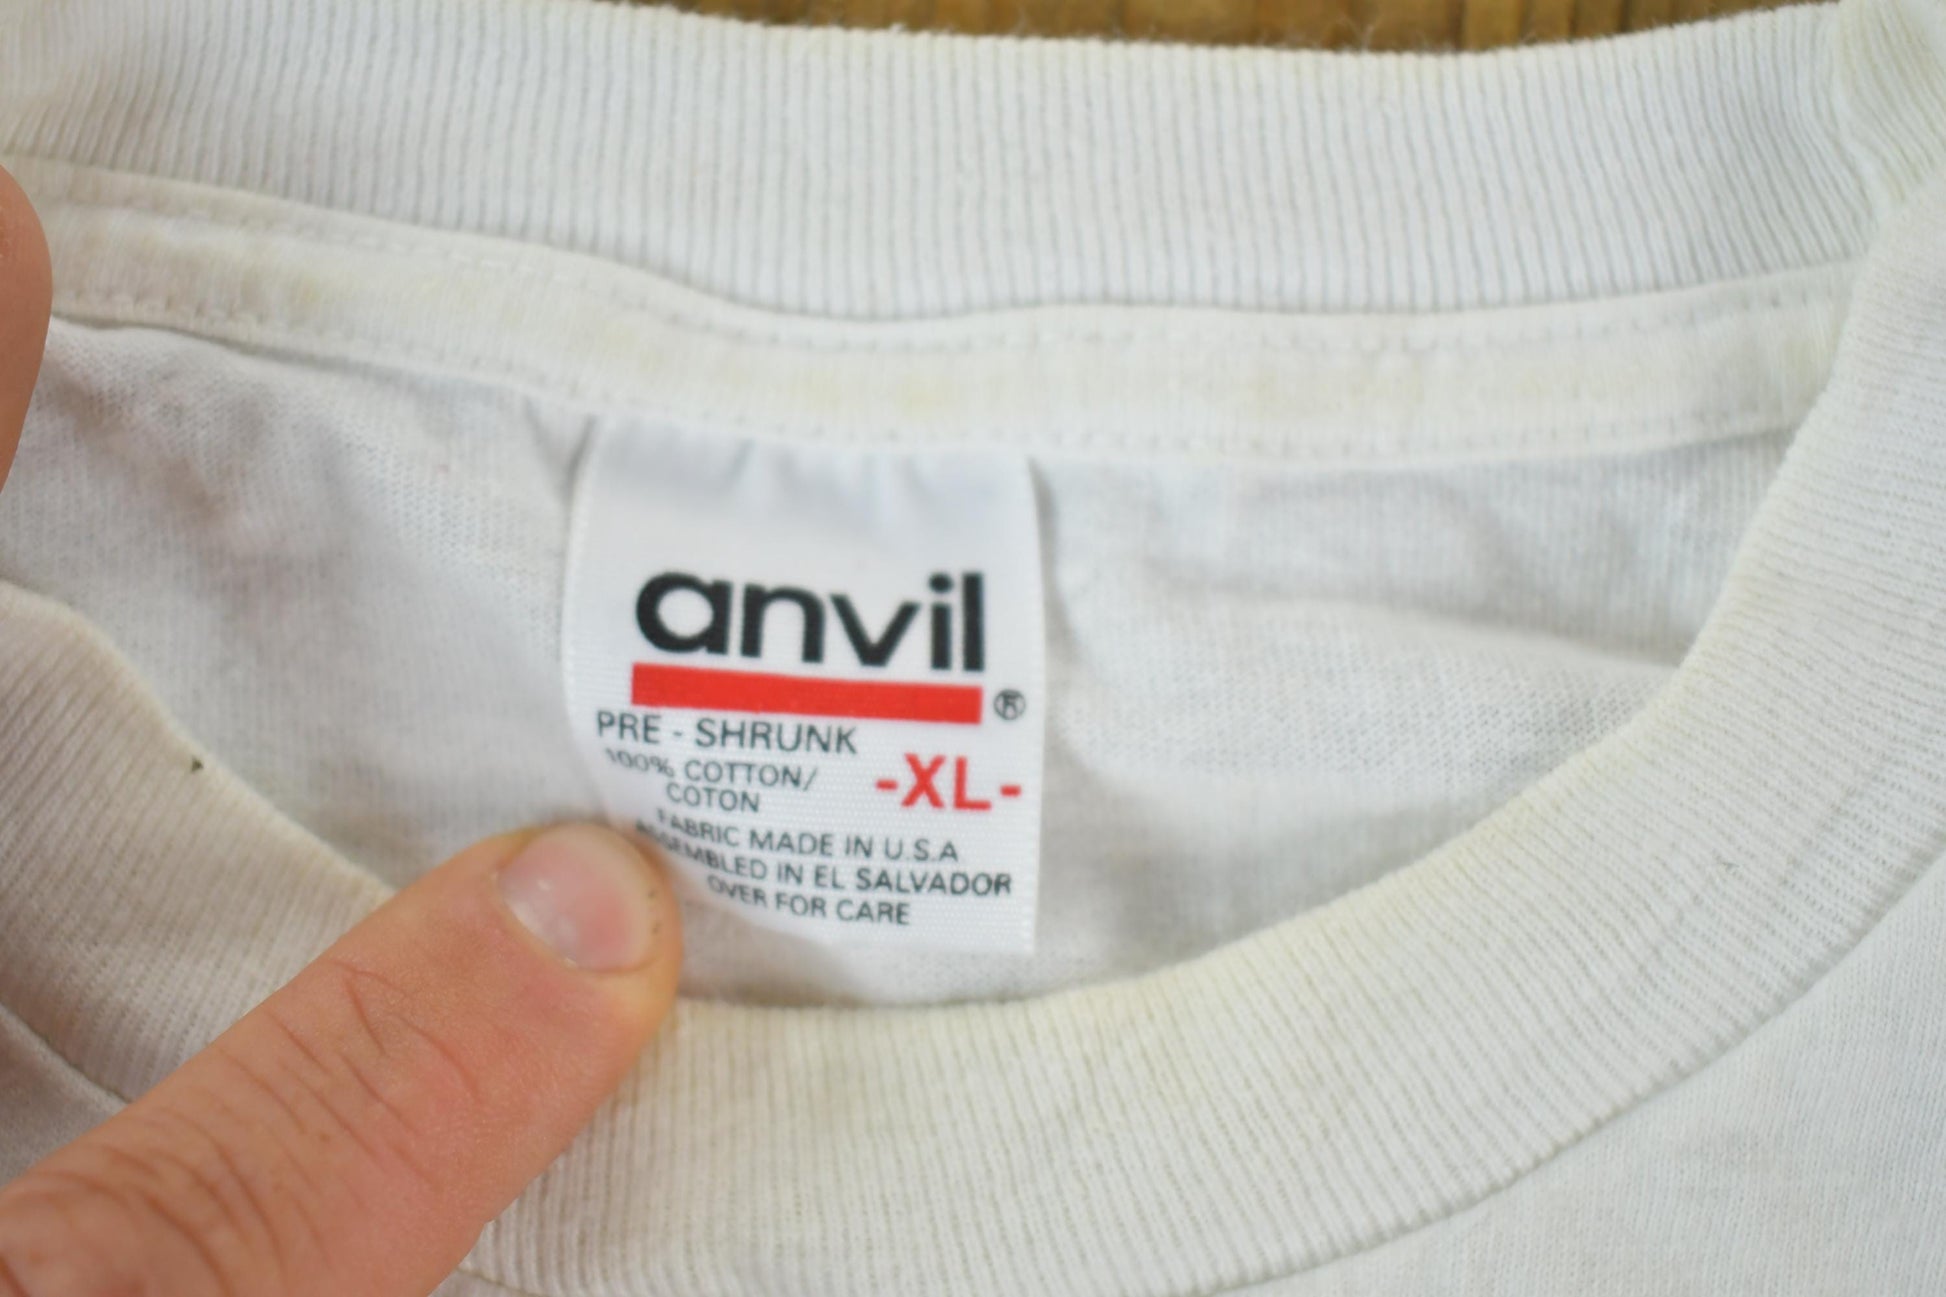 anvil®
PRE - SHRUNK
100% COTTON/ -XL-
COTON
FABRIC MADE IN U.S.A
ASSEMBLED IN EL SALVADOR
OVER FOR CARE